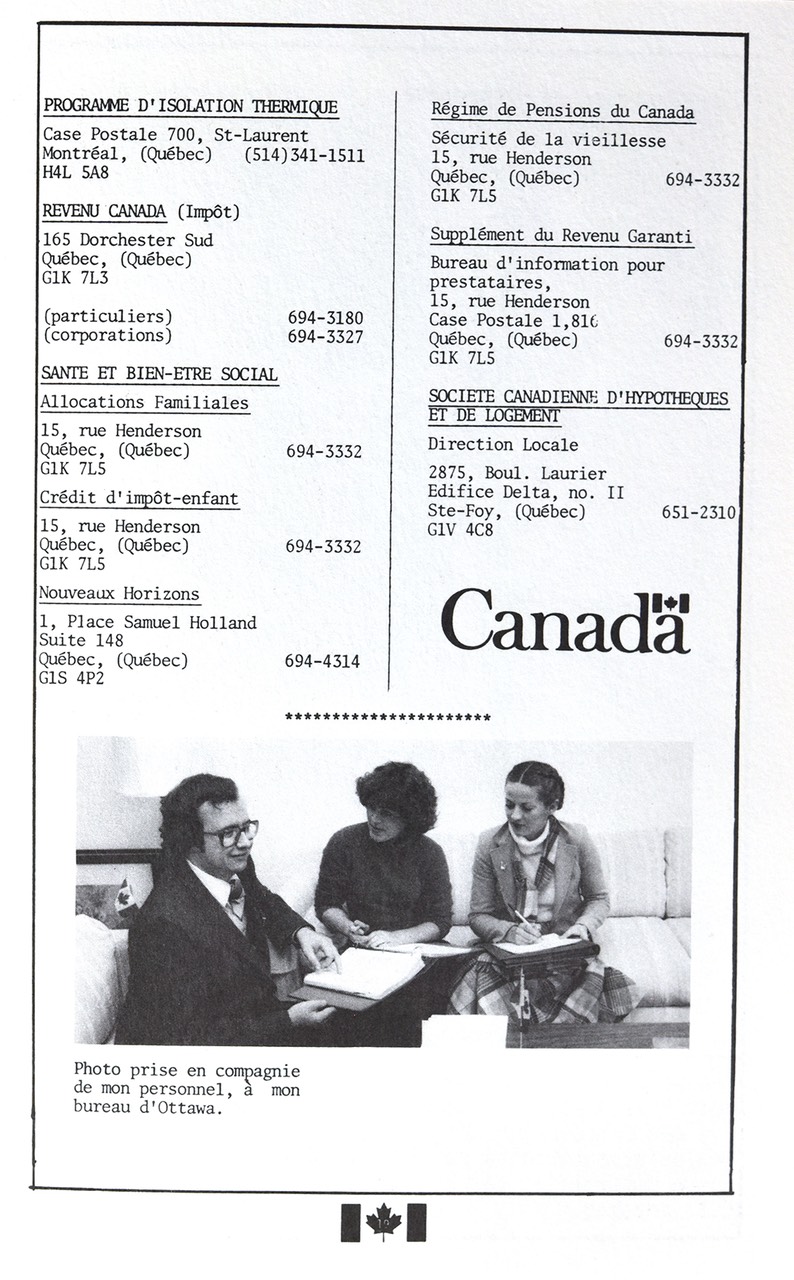 PROGRAMME D'ISOLATION THERMIQUE
Case Postale 700, St-Laurent
Montréal, (Québec) (514)341-1511
H4L 5A8
REVENU CANADA (Impôt)
165 Dorchester Sud
Québec, (Québec)
G1K 7L3
(particuliers) 694-3180
(corporations) 694-3327
SANTE ET BIEN-ETRE SOCIAL
Allocations Familiales
15, rue Henderson
Québec, (Québec) 694-3332
G1K 7L5
Crédit d'impôt-enfant
15, rue Henderson
Québec, (Québec) 694-3332
G1K 7L5
Nouveaux Horizons
1, Place Samuel Holland
Suite 148
Québec, (Québec) 694-4314
G1S 4P2
Régime de Pensions du Canada
Sécurité de la vieillesse
15, rue Henderson
Québec, (Québec) 694-3332
G1K 7L5
Supplément du Revenu Garanti
Bureau d'information pour
prestataires,
15, rue Henderson
Case Postale 1,816
Québec, (Québec) 694-3332
G1K 7L5
SOCIETE CANADIENNE D'HYPOTHEQUES
ET DE LOGEMENT
Direction Locale
2875, Boul. Laurier
Edifice Delta, no. II
Ste-Foy, (Québec) 651-2310
G1V 4C8
Canada
**********************
Photo prise en compagnie
de mon personnel, à mon
bureau d'Ottawa.